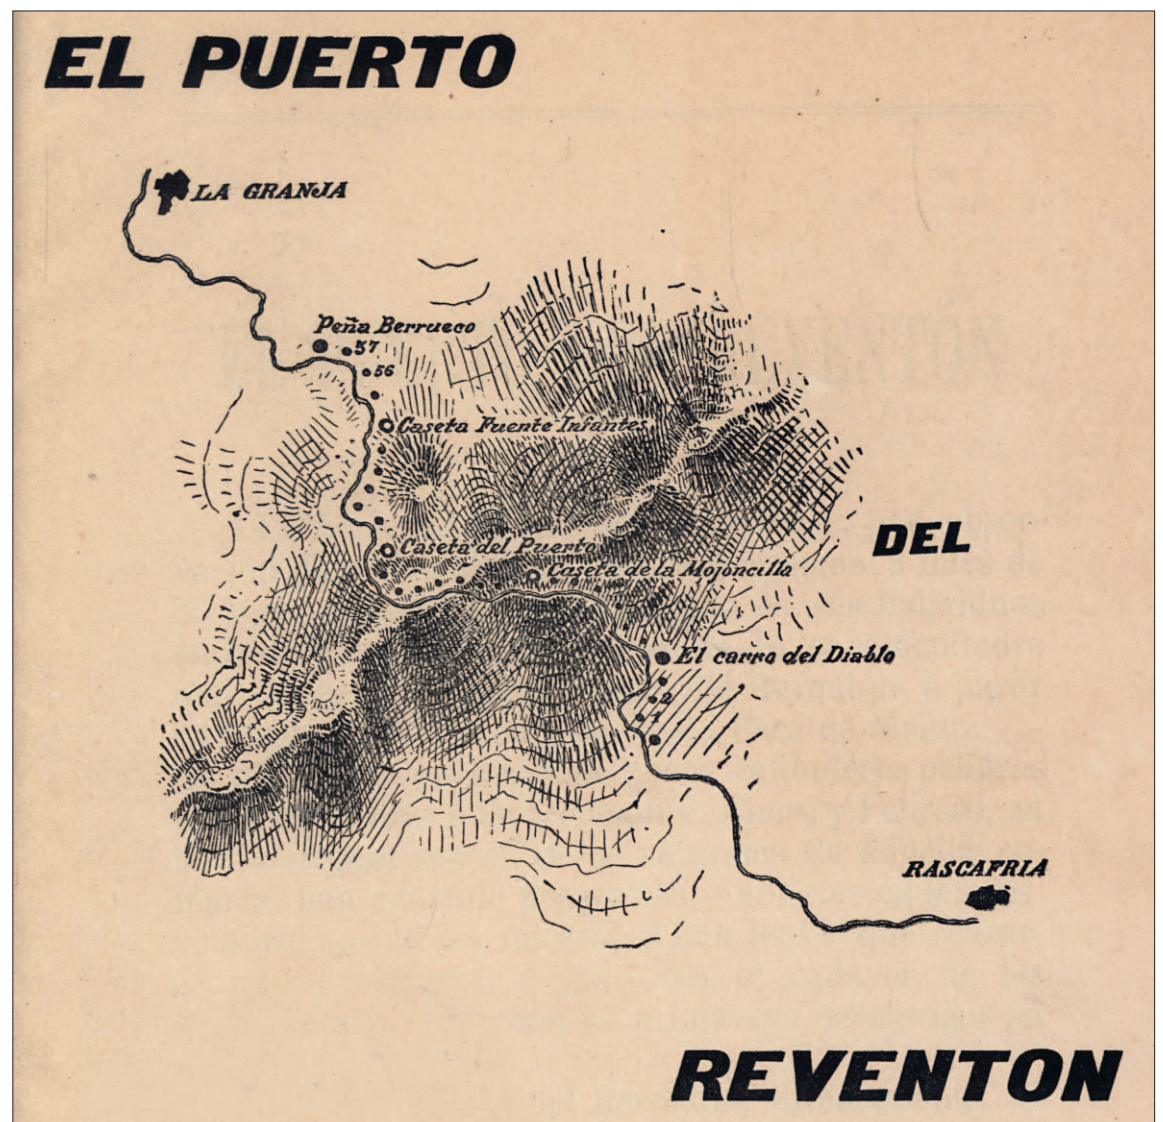 EL PUERTO
LA GRANJA
Peña Berrueco
57
56
Caseta Fuente Infantes
DEL
Caseta del Puerto
Caseta de la Mojoncilla
El carro del Diablo
2
1
RASCAFRIA
REVENTON